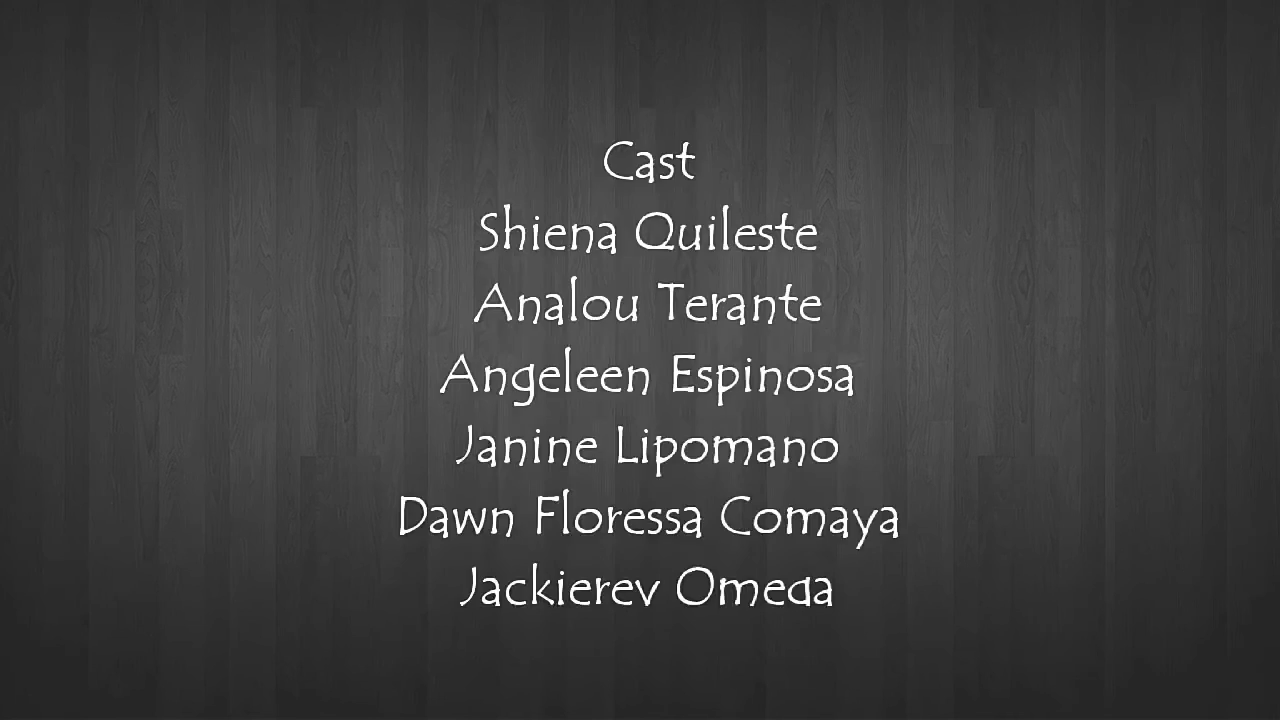 Cast
Shiena Quileste
Analou Terante
Angeleen Espinosa
Janine Lipomano
Dawn Floressa Comaya
Jackierev Omega